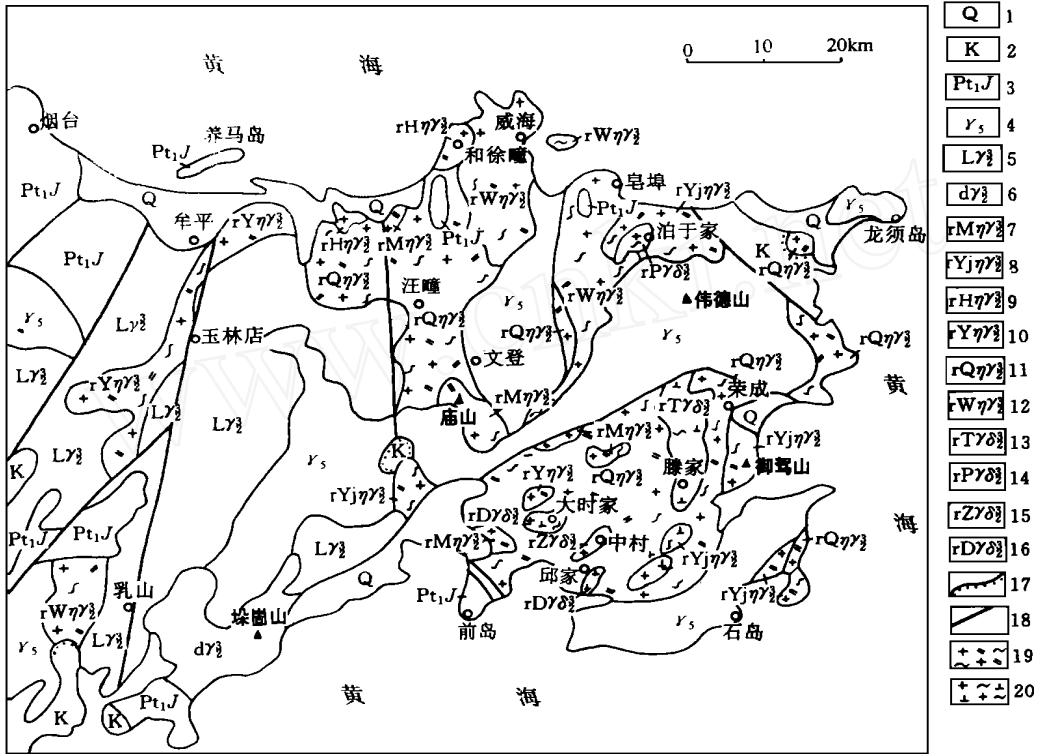 黄 海
0 10 20km
烟台
养马岛
Pt₁J
Pt₁J
Q
牟平
rYηγ₂³
rHηγ₂³
威海
和徐疃
rWηγ₂³
rWηγ₂³
Q
rHηγ₂³
rMηγ₂³
Pt₁J
rQηγ₂³
皂埠
rYjηγ₂³
Pt₁J
泊于家
Q
γ₅
龙须岛
K
rQηγ₂³
rPγδ₂³
伟德山
Pt₁J
γ₅
Lγ₂³
玉林店
汪疃
rQηγ₂³
γ₅
rWηγ₂³
rQηγ₂³
文登
γ₅
rQηγ₂³
Lγ₂³
rYηγ₂³
Lγ₂³
Lγ₂³
庙山
rMηγ₂³
rQηγ₂³
荣成
rTγδ₂³
Q
黄
海
K
Lγ₂³
γ₅
K
rYjηγ₂³
rMηγ₂³
rYηγ₂³
rQηγ₂³
滕家
rYjηγ₂³
御驾山
大时家
rDγδ₂³
Pt₁J
Pt₁J
Lγ₂³
rMηγ₂³
rZγδ₂³
中村
rYjηγ₂³
rQηγ₂³
Q
邱家
乳山
rWηγ₂³
垛崮山
Pt₁J
前岛
rDγδ₂³
rYjηγ₂³
γ₅
石岛
γ₅
Lγ₂³
dγ₂³
Pt₁J
K
K
黄 海
Q 1
K 2
Pt₁J 3
γ₅ 4
Lγ₂³ 5
dγ₂³ 6
rMηγ₂³ 7
rYjηγ₂³ 8
rHηγ₂³ 9
rYηγ₂³ 10
rQηγ₂³ 11
rWηγ₂³ 12
rTγδ₂³ 13
rPγδ₂³ 14
rZγδ₂³ 15
rDγδ₂³ 16
17
18
19
20